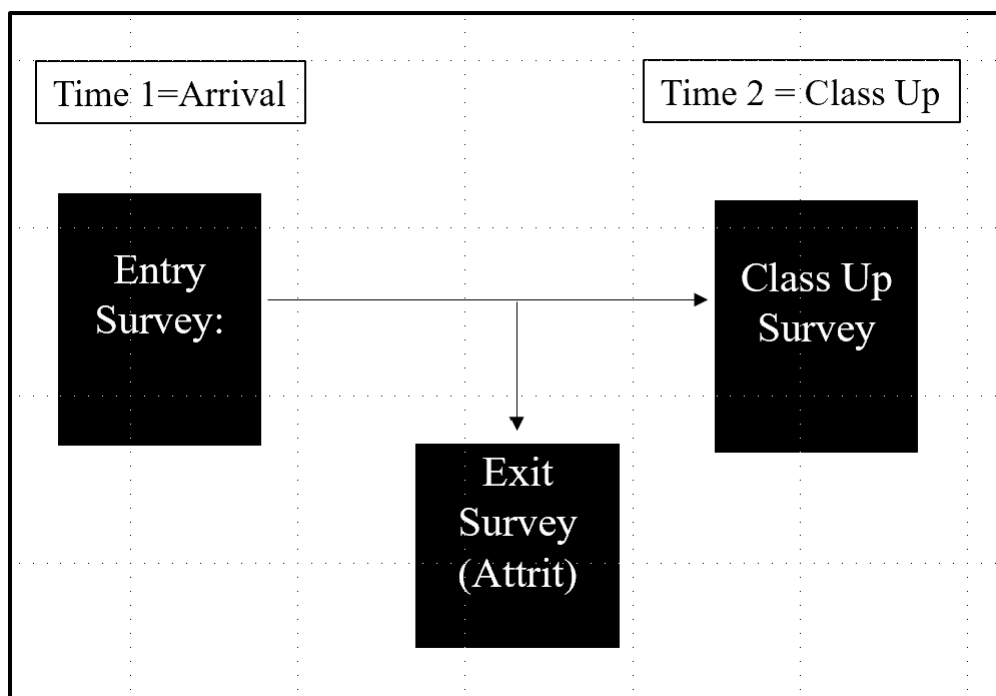 Time 1=Arrival
Time 2 = Class Up
Entry
Survey:
Class Up
Survey
Exit
Survey
(Attrit)